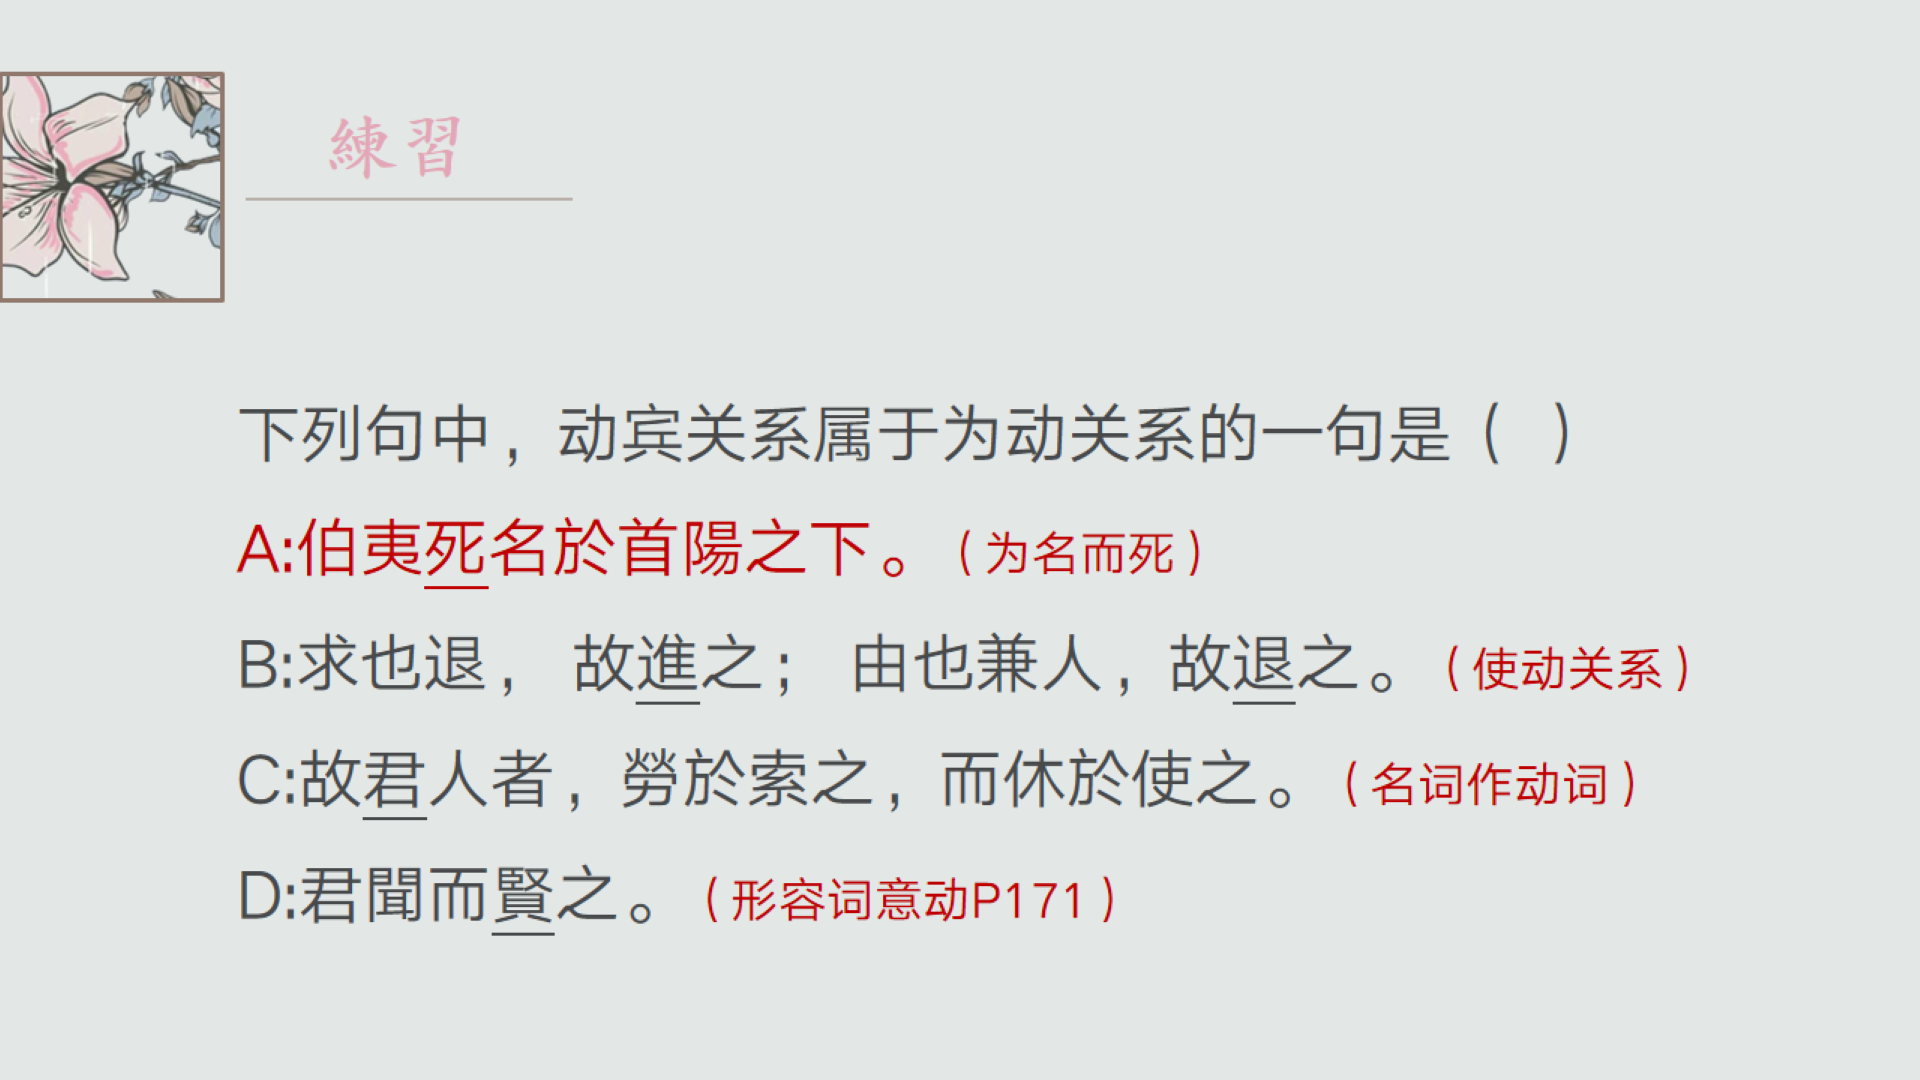 練習
下列句中，动宾关系属于为动关系的一句是（ ）
A:伯夷死名於首陽之下。（为名而死）
B:求也退， 故進之； 由也兼人，故退之。（使动关系）
C:故君人者，勞於索之，而休於使之。（名词作动词）
D:君聞而賢之。（形容词意动P171）